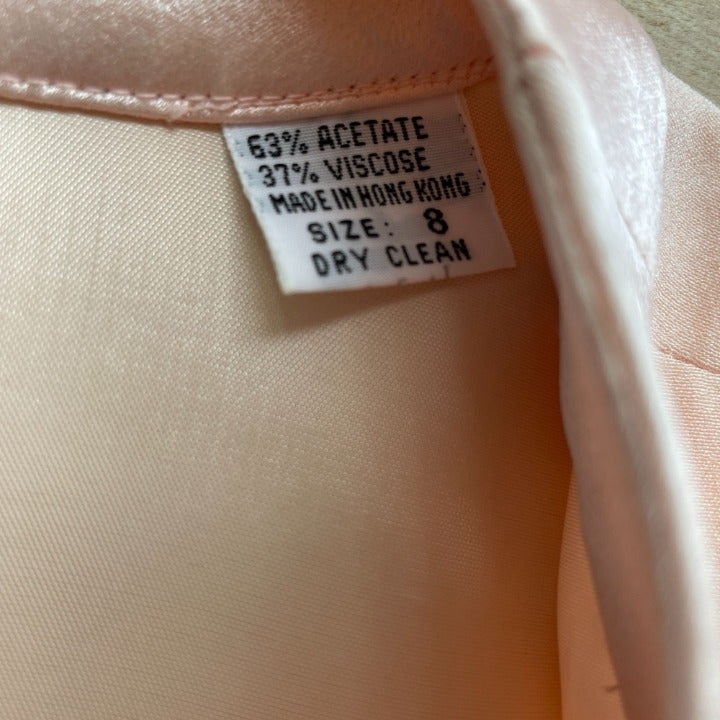 63% ACETATE
37% VISCOSE
MADE IN HONG KONG
SIZE: 8
DRY CLEAN